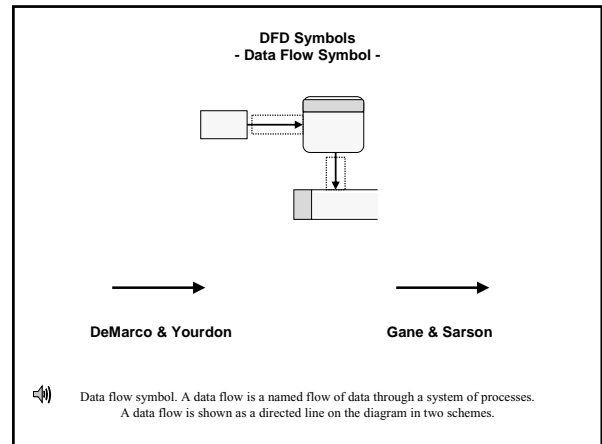 DFD Symbols
- Data Flow Symbol -
DeMarco & Yourdon
Gane & Sarson
Data flow symbol. A data flow is a named flow of data through a system of processes.
A data flow is shown as a directed line on the diagram in two schemes.